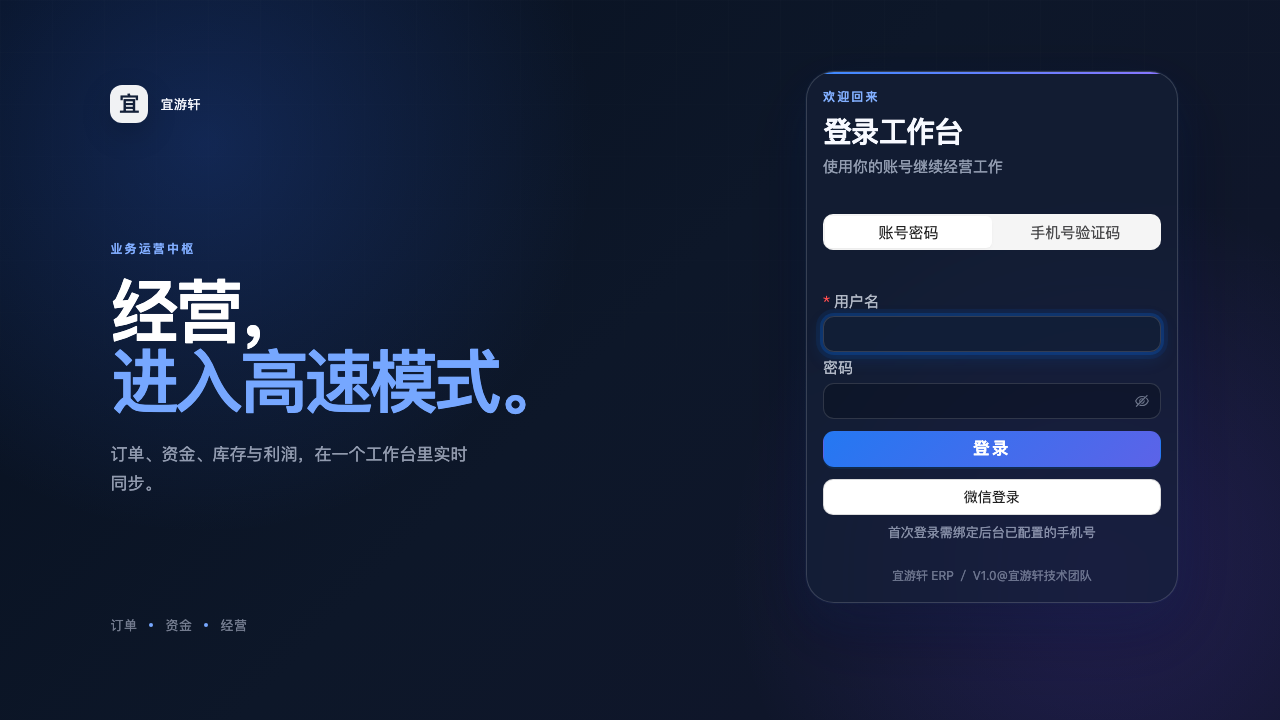 宜 宜游轩
业务运营中枢
经营，
进入高速模式。
订单、资金、库存与利润，在一个工作台里实时
同步。
订单 • 资金 • 经营
欢迎回来
登录工作台
使用你的账号继续经营工作
账号密码 手机号验证码
* 用户名
密码
登录
微信登录
首次登录需绑定后台已配置的手机号
宜游轩 ERP / V1.0@宜游轩技术团队